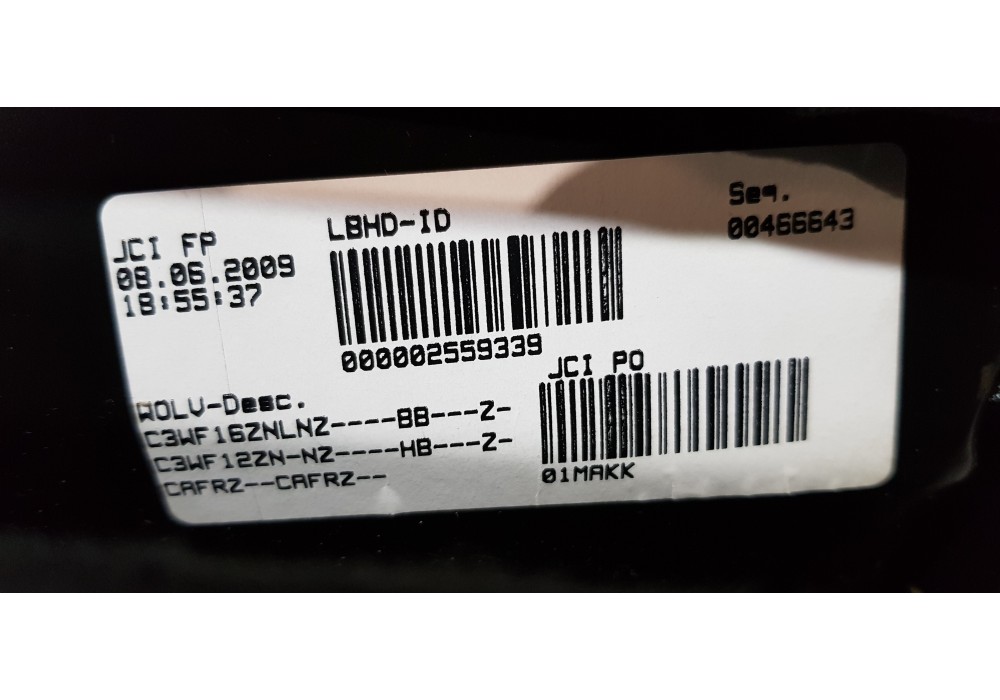 JCI FP
08.06.2009
18:55:37
LBHD-ID
000002559339
Seq.
00466643
JCI PO
01MAKK
WOLV-Desc.
C3WF16ZNLNZ----BB---Z-
C3WF12ZN-NZ----HB---Z-
CAFRZ--CAFRZ--